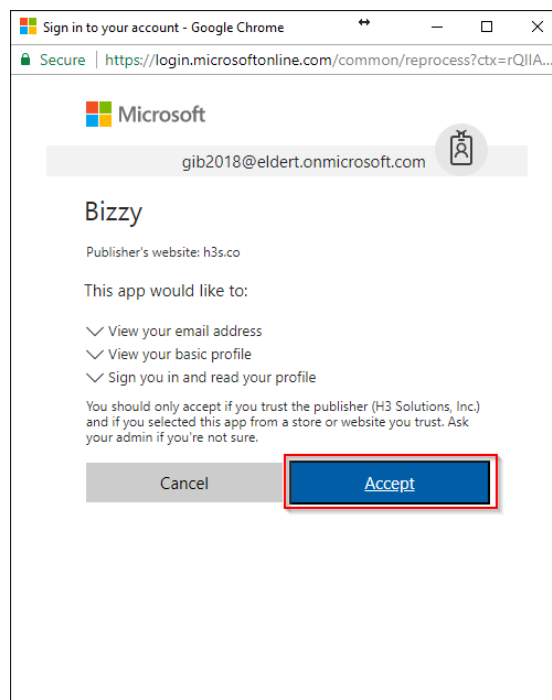 Sign in to your account - Google Chrome
Secure | https://login.microsoftonline.com/common/reprocess?ctx=rQIIA...
Microsoft
gib2018@eldert.onmicrosoft.com
Bizzy
Publisher's website: h3s.co
This app would like to:
View your email address
View your basic profile
Sign you in and read your profile
You should only accept if you trust the publisher (H3 Solutions, Inc.)
and if you selected this app from a store or website you trust. Ask
your admin if you're not sure.
Cancel Accept